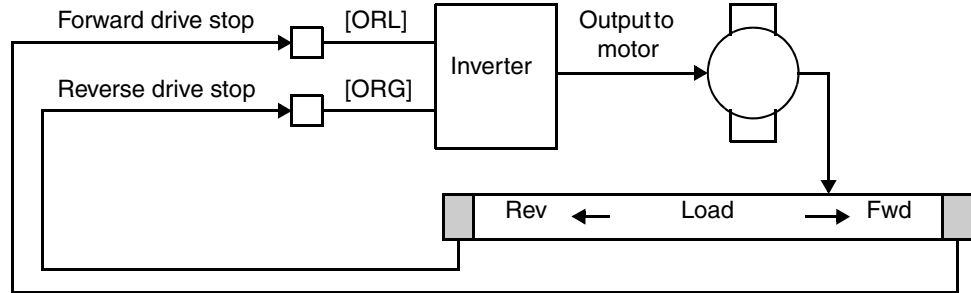 Forward drive stop
[ORL]
Output to
motor
Inverter
Reverse drive stop
[ORG]
Rev
Load
Fwd